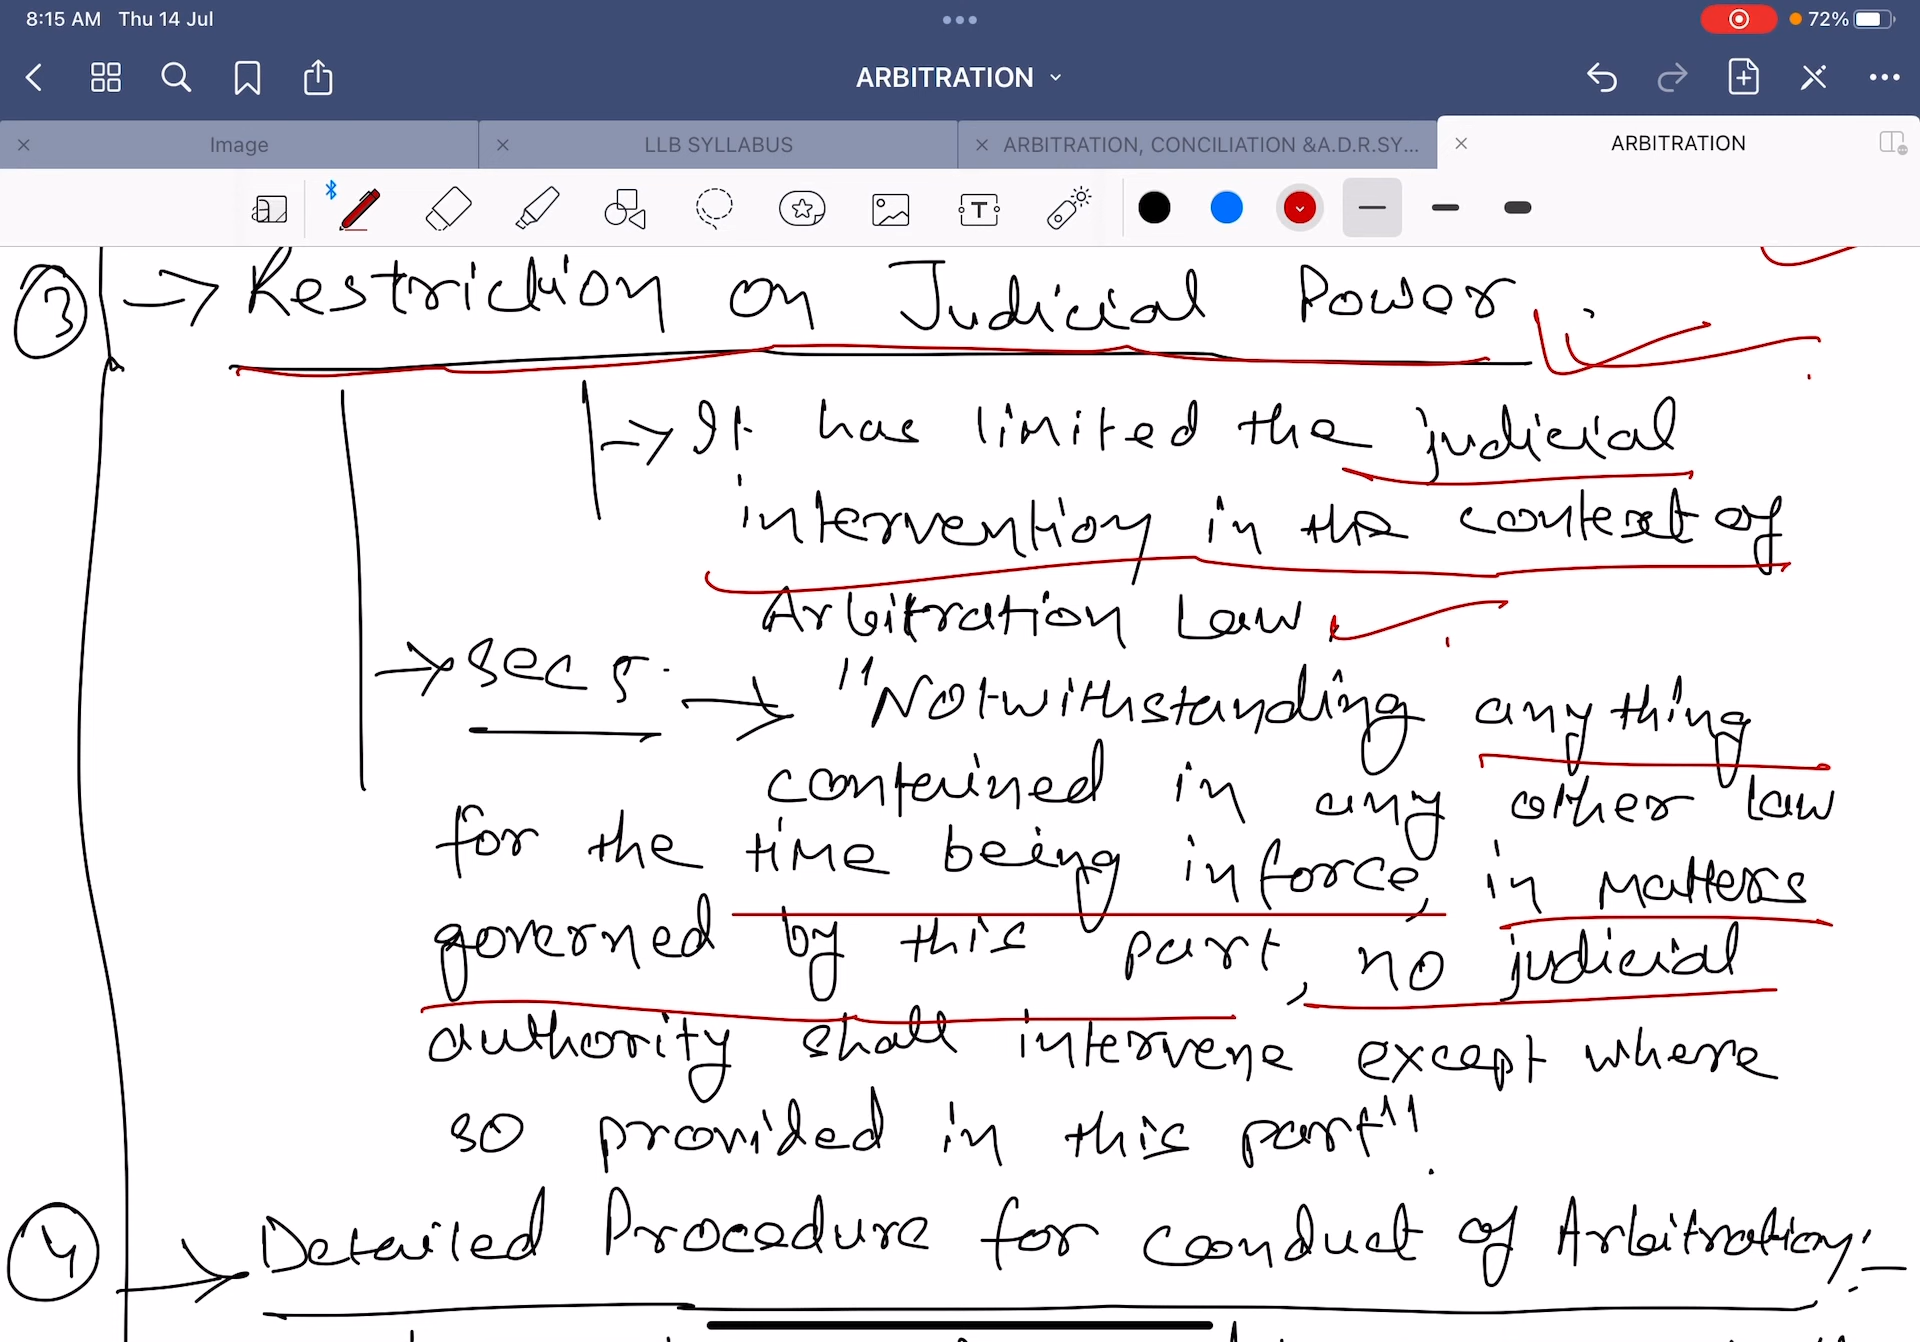 8:15 AM Thu 14 Jul
72%
ARBITRATION
Image
LLB SYLLABUS
ARBITRATION, CONCILIATION &A.D.R.SY...
ARBITRATION
③ → Restriction on Judicial Power.
→ It has limited the judicial
intervention in the context of
Arbitration Law.
→ Sec 5. → "Notwithstanding anything
contained in any other law
for the time being in force, in matters
governed by this part, no judicial
authority shall intervene except where
so provided in this part".
④ → Detailed Procedure for conduct of Arbitration:-